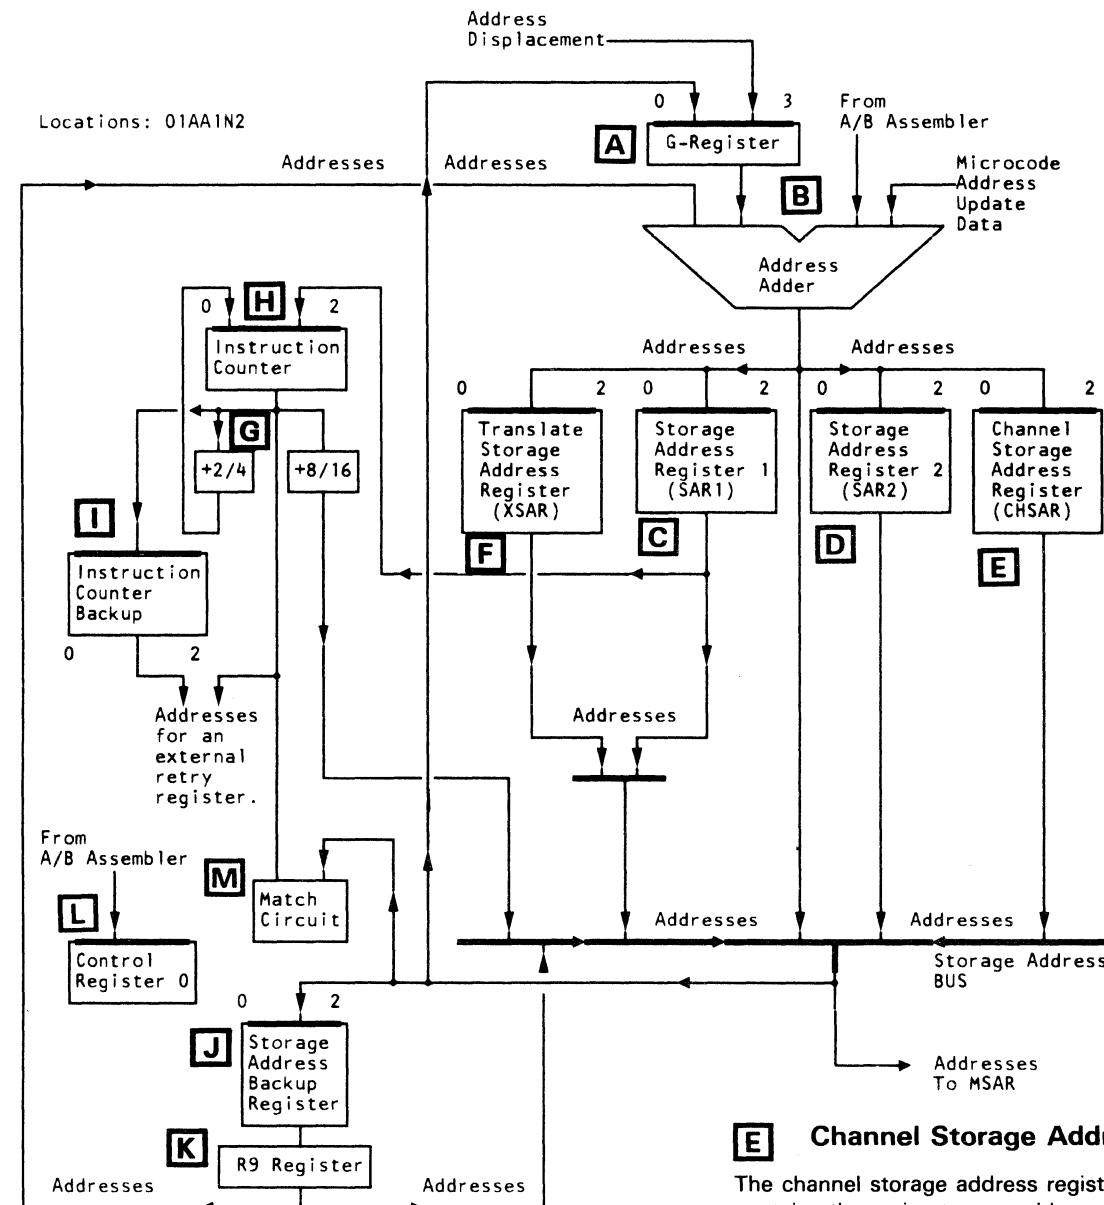 Address
Displacement
Locations: 01AA1N2
0 3
From
A/B Assembler
A
G-Register
Addresses Addresses
Microcode
Address
Update
Data
B
Address
Adder
H
0 2
Instruction
Counter
Addresses Addresses
0 2 0 2 0 2 0 2
G
+2/4 +8/16
Translate
Storage
Address
Register
(XSAR)
Storage
Address
Register 1
(SAR1)
Storage
Address
Register 2
(SAR2)
Channel
Storage
Address
Register
(CHSAR)
I
F
C
D
E
Instruction
Counter
Backup
0 2
Addresses
for an
external
retry
register.
Addresses
From
A/B Assembler
M
Match
Circuit
L
Control
Register 0
Addresses Addresses
Storage Address
BUS
0 2
J
Storage
Address
Backup
Register
Addresses
To MSAR
K
R9 Register
Addresses Addresses
E Channel Storage Addr
The channel storage address regist